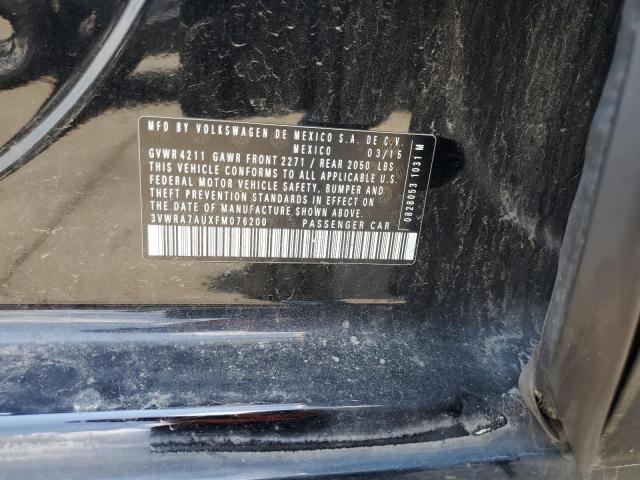 MFD BY VOLKSWAGEN DE MEXICO S.A. DE C.V.
MEXICO 03/15
GVWR 4211 GAWR FRONT 2271 / REAR 2050 LBS
THIS VEHICLE CONFORMS TO ALL APPLICABLE U.S.
FEDERAL MOTOR VEHICLE SAFETY, BUMPER AND
THEFT PREVENTION STANDARDS IN EFFECT ON
THE DATE OF MANUFACTURE SHOWN ABOVE.
3VWRA7AUXFM076200 PASSENGER CAR
0828053 1031 M